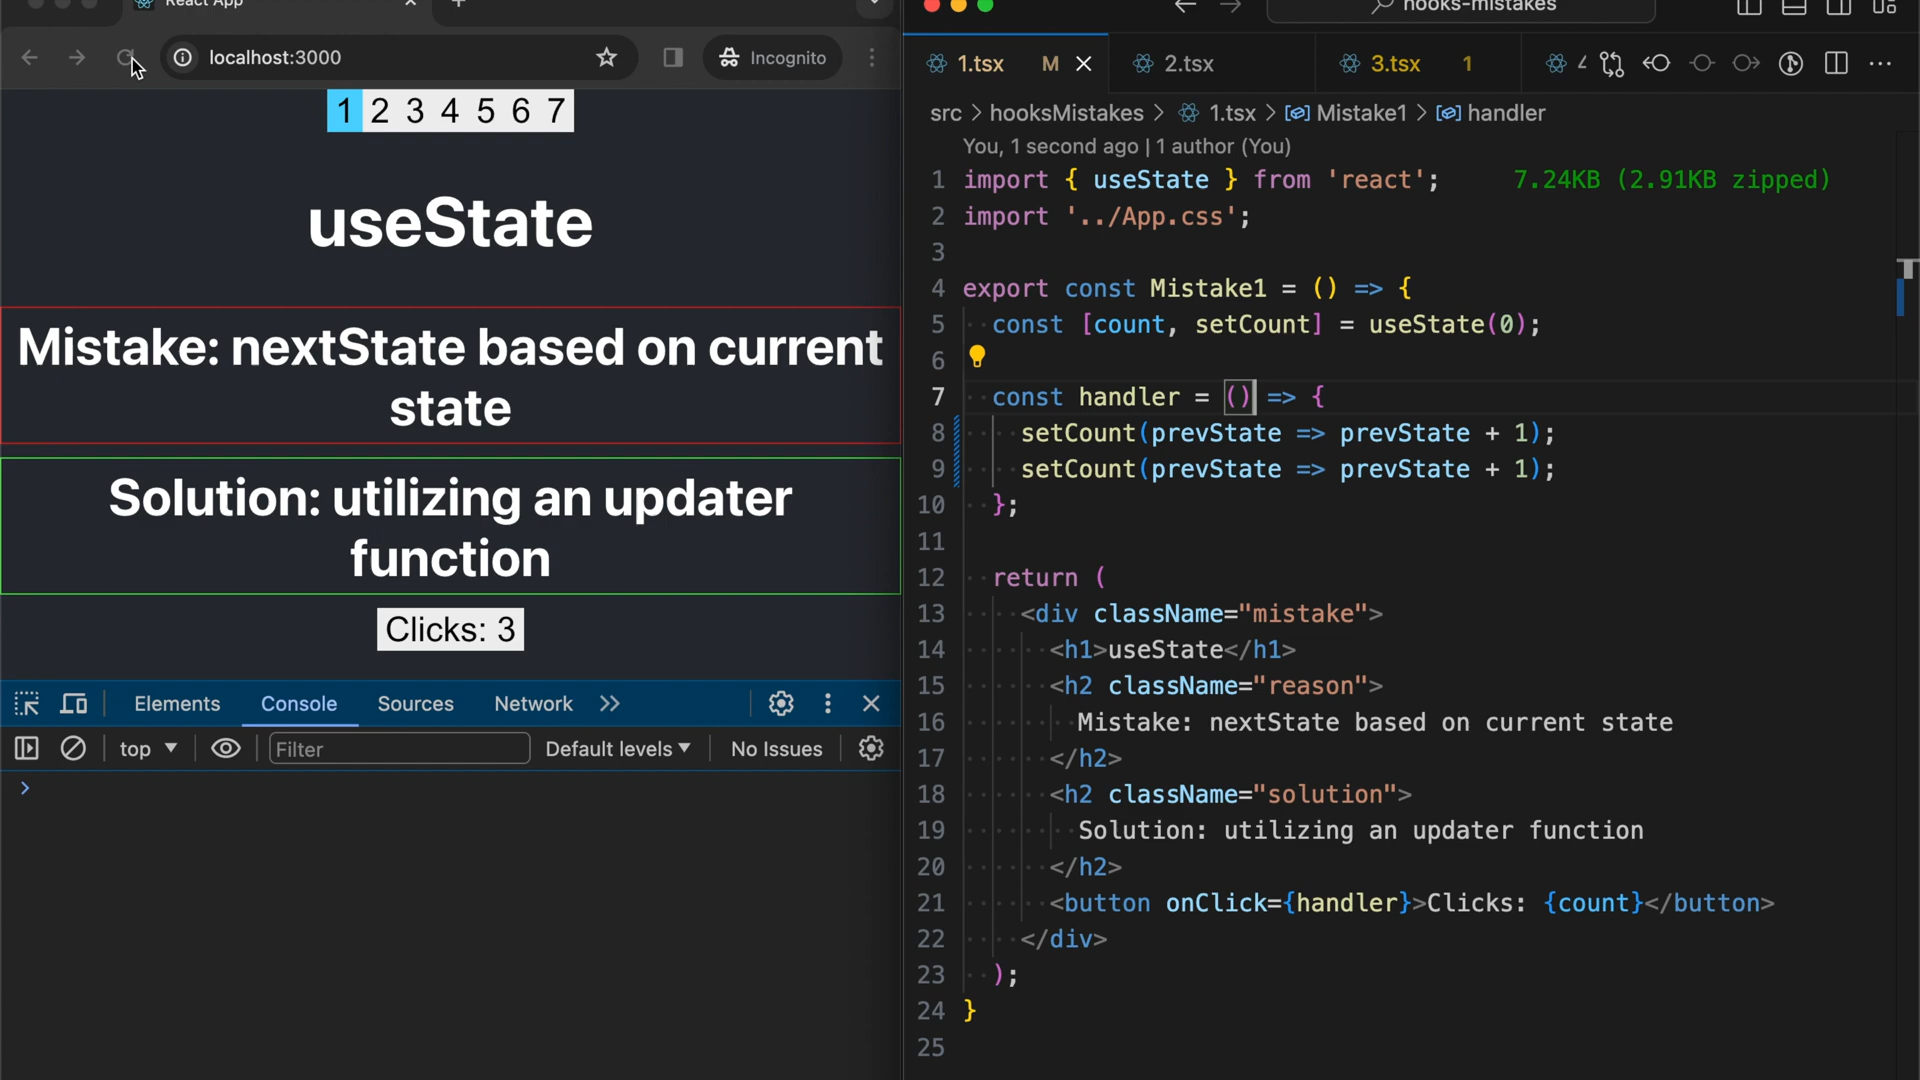 React App
hooks-mistakes
localhost:3000
Incognito
1 2 3 4 5 6 7
useState
Mistake: nextState based on current
state
Solution: utilizing an updater
function
Clicks: 3
Elements Console Sources Network
top Filter Default levels No Issues
1.tsx M 2.tsx 3.tsx 1 4
src > hooksMistakes > 1.tsx > Mistake1 > handler
You, 1 second ago | 1 author (You)
1 import { useState } from 'react'; 7.24KB (2.91KB zipped)
2 import '../App.css';
3
4 export const Mistake1 = () => {
5 const [count, setCount] = useState(0);
6
7 const handler = () => {
8 setCount(prevState => prevState + 1);
9 setCount(prevState => prevState + 1);
10 };
11
12 return (
13 <div className="mistake">
14 <h1>useState</h1>
15 <h2 className="reason">
16 Mistake: nextState based on current state
17 </h2>
18 <h2 className="solution">
19 Solution: utilizing an updater function
20 </h2>
21 <button onClick={handler}>Clicks: {count}</button>
22 </div>
23 );
24 }
25